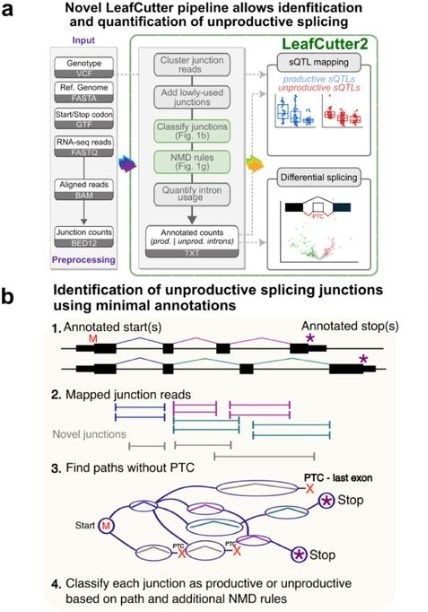 a
Novel LeafCutter pipeline allows idenfitication
and quantification of unproductive splicing
Input
LeafCutter2
Genotype
VCF
Ref. Genome
FASTA
Start/Stop codon
GTF
RNA-seq reads
FASTQ
Aligned reads
BAM
Junction counts
BED12
Preprocessing
Cluster junction
reads
Add lowly-used
junctions
Classify junctions
(Fig. 1b)
NMD rules
(Fig. 1g)
Quantify intron
usage
Annotated counts
(prod. | unprod. introns)
TXT
sQTL mapping
productive sQTLs
unproductive sQTLs
Differential splicing
PTC
b
Identification of unproductive splicing junctions
using minimal annotations
1. Annotated start(s)
Annotated stop(s)
M
*
*
2. Mapped junction reads
Novel junctions
3. Find paths without PTC
PTC - last exon
X
* Stop
Start M
PTC
X
PTC
X
* Stop
4. Classify each junction as productive or unproductive
based on path and additional NMD rules